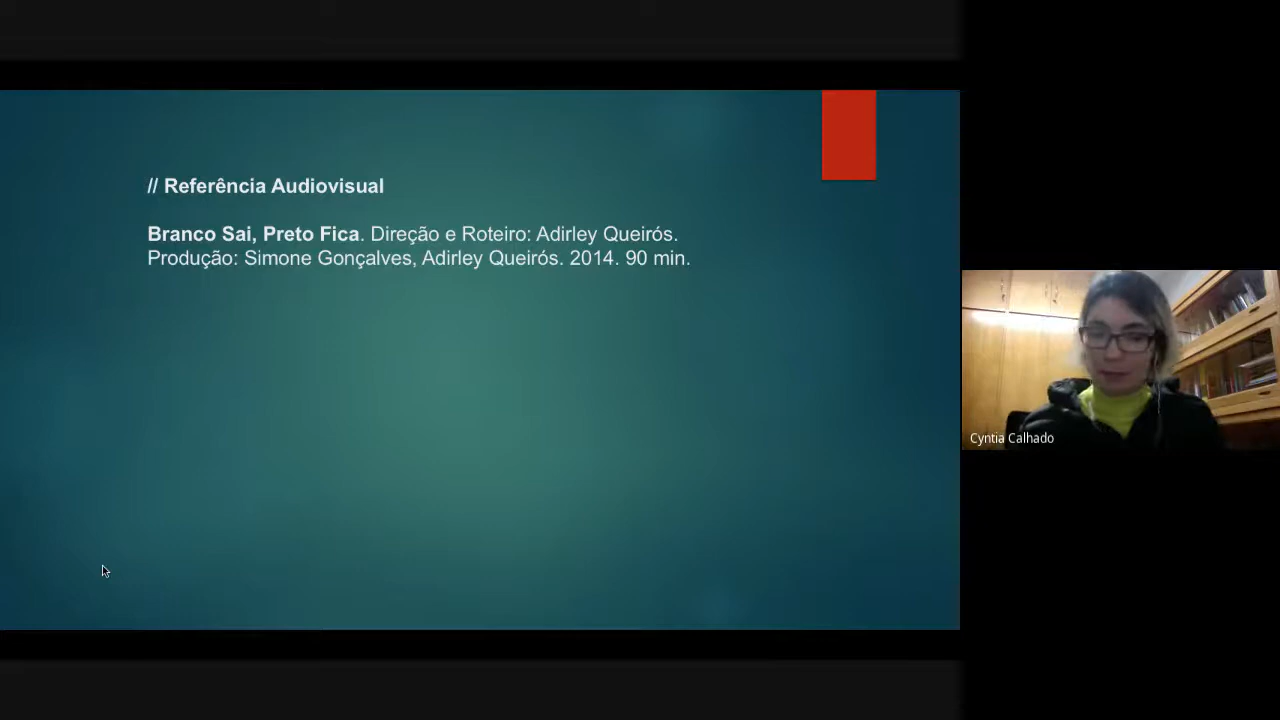 // Referência Audiovisual
Branco Sai, Preto Fica. Direção e Roteiro: Adirley Queirós.
Produção: Simone Gonçalves, Adirley Queirós. 2014. 90 min.
Cyntia Calhado